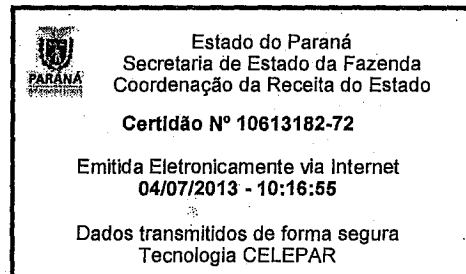 Estado do Paraná
Secretaria de Estado da Fazenda
PARANÁ
Coordenação da Receita do Estado
Certidão Nº 10613182-72
Emitida Eletronicamente via Internet
04/07/2013 - 10:16:55
Dados transmitidos de forma segura
Tecnologia CELEPAR